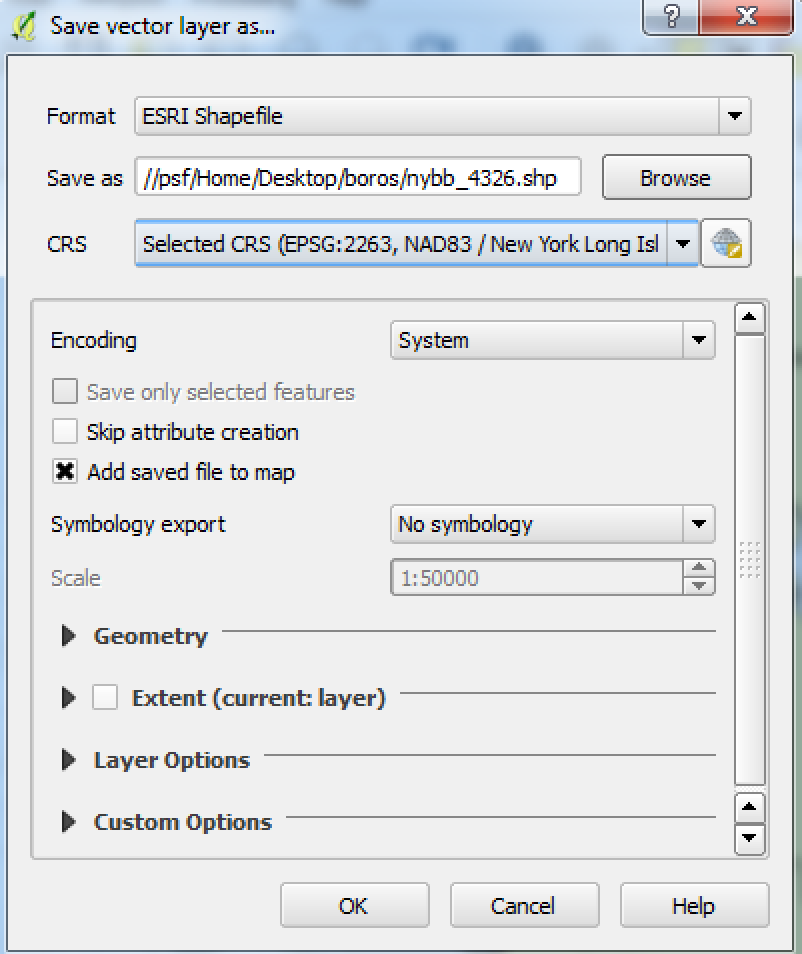 Save vector layer as...
? X
Format ESRI Shapefile
Save as //psf/Home/Desktop/boros/nybb_4326.shp Browse
CRS Selected CRS (EPSG:2263, NAD83 / New York Long Isl
Encoding System
Save only selected features
Skip attribute creation
Add saved file to map
Symbology export No symbology
Scale 1:50000
Geometry
Extent (current: layer)
Layer Options
Custom Options
OK Cancel Help